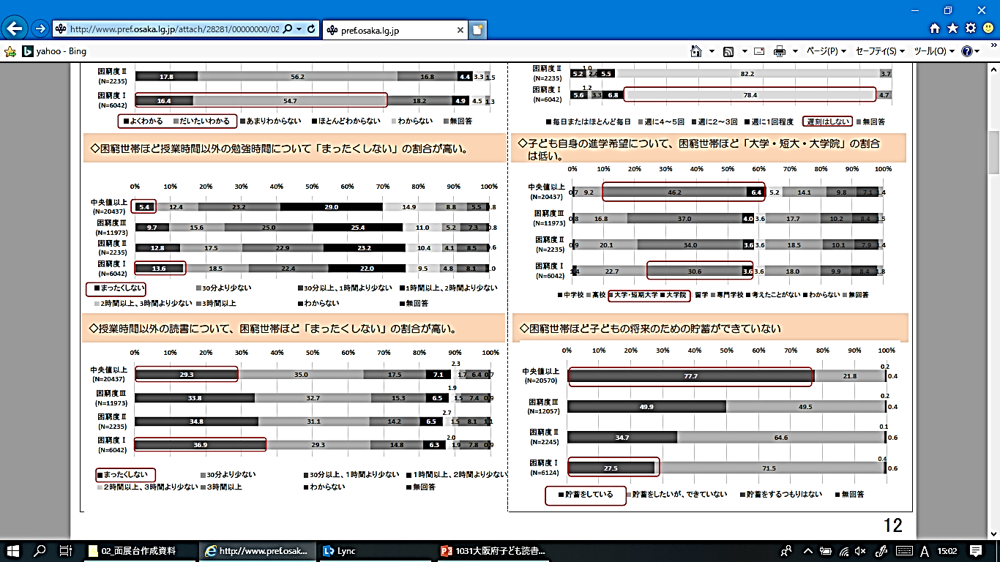 http://www.pref.osaka.lg.jp/attach/28281/00000000/02
pref.osaka.lg.jp
yahoo - Bing
ページ(P)
セーフティ(S)
ツール(O)
困窮度Ⅱ
(N=2235)
17.8 56.2 16.8 4.4 3.3 1.5
困窮度Ⅰ
(N=6042)
16.4 54.7 18.2 4.9 4.5 1.3
■よくわかる ■だいたいわかる ■あまりわからない ■ほとんどわからない ■わからない ■無回答
困窮度Ⅱ
(N=2235)
5.2 1.0 2.4 5.5 82.2 3.7
困窮度Ⅰ
(N=6042)
5.6 1.2 3.3 6.8 78.4 4.7
■毎日またはほとんど毎日 ■週に4~5回 ■週に2~3回 ■週に1回程度 遅刻はしない ■無回答
◇困窮世帯ほど授業時間以外の勉強時間について「まったくしない」の割合が高い。
0% 10% 20% 30% 40% 50% 60% 70% 80% 90% 100%
中央値以上
(N=20437)
5.4 12.4 23.2 29.0 14.9 8.8 5.5 0.8
困窮度Ⅲ
(N=11973)
9.7 15.6 25.0 25.4 11.0 5.2 7.3 0.8
困窮度Ⅱ
(N=2235)
12.8 17.5 22.9 23.2 10.4 4.1 8.5 0.6
困窮度Ⅰ
(N=6042)
13.6 18.5 22.4 22.0 9.5 4.8 8.1 1.0
■まったくしない ■30分より少ない ■30分以上、1時間より少ない ■1時間以上、2時間より少ない
■2時間以上、3時間より少ない ■3時間以上 ■わからない ■無回答
◇子ども自身の進学希望について、困窮世帯ほど「大学・短大・大学院」の割合
は低い。
0% 10% 20% 30% 40% 50% 60% 70% 80% 90% 100%
中央値以上
(N=20437)
0.7 9.2 46.2 6.4 5.2 14.1 9.8 7.1 1.4
困窮度Ⅲ
(N=11973)
0.8 16.8 37.0 4.0 3.6 17.7 10.2 8.4 1.5
困窮度Ⅱ
(N=2235)
0.9 20.1 34.0 3.6 3.6 18.5 10.1 7.9 1.4
困窮度Ⅰ
(N=6042)
1.4 22.7 30.6 3.6 3.6 18.0 9.9 8.4 1.8
■中学校 ■高校 ■大学・短期大学 ■大学院 留学 ■専門学校 ■考えたことがない ■わからない ■無回答
◇授業時間以外の読書について、困窮世帯ほど「まったくしない」の割合が高い。
0% 10% 20% 30% 40% 50% 60% 70% 80% 90% 100%
中央値以上
(N=20437)
29.3 35.0 17.5 7.1 2.3 1.7 6.4 0.7
困窮度Ⅲ
(N=11973)
33.8 32.7 15.3 6.5 1.9 1.5 7.4 0.9
困窮度Ⅱ
(N=2235)
34.8 31.1 14.2 6.5 2.7 1.5 8.1 1.1
困窮度Ⅰ
(N=6042)
36.9 29.3 14.8 6.3 2.0 1.9 7.8 0.9
■まったくしない ■30分より少ない ■30分以上、1時間より少ない ■1時間以上、2時間より少ない
■2時間以上、3時間より少ない ■3時間以上 ■わからない ■無回答
◇困窮世帯ほど子どもの将来のための貯蓄ができていない
0% 10% 20% 30% 40% 50% 60% 70% 80% 90% 100%
中央値以上
(N=20570)
77.7 21.8 0.2 0.4
困窮度Ⅲ
(N=12057)
49.9 49.5 0.2 0.4
困窮度Ⅱ
(N=2245)
34.7 64.6 0.1 0.6
困窮度Ⅰ
(N=6124)
27.5 71.5 0.4 0.6
■貯蓄をしている ■貯蓄をしたいが、できていない ■貯蓄をするつもりはない ■無回答
12
02_面展台作成資料
http://www.pref.osak...
Lync
1031大阪府子ども読書...
A
15:02